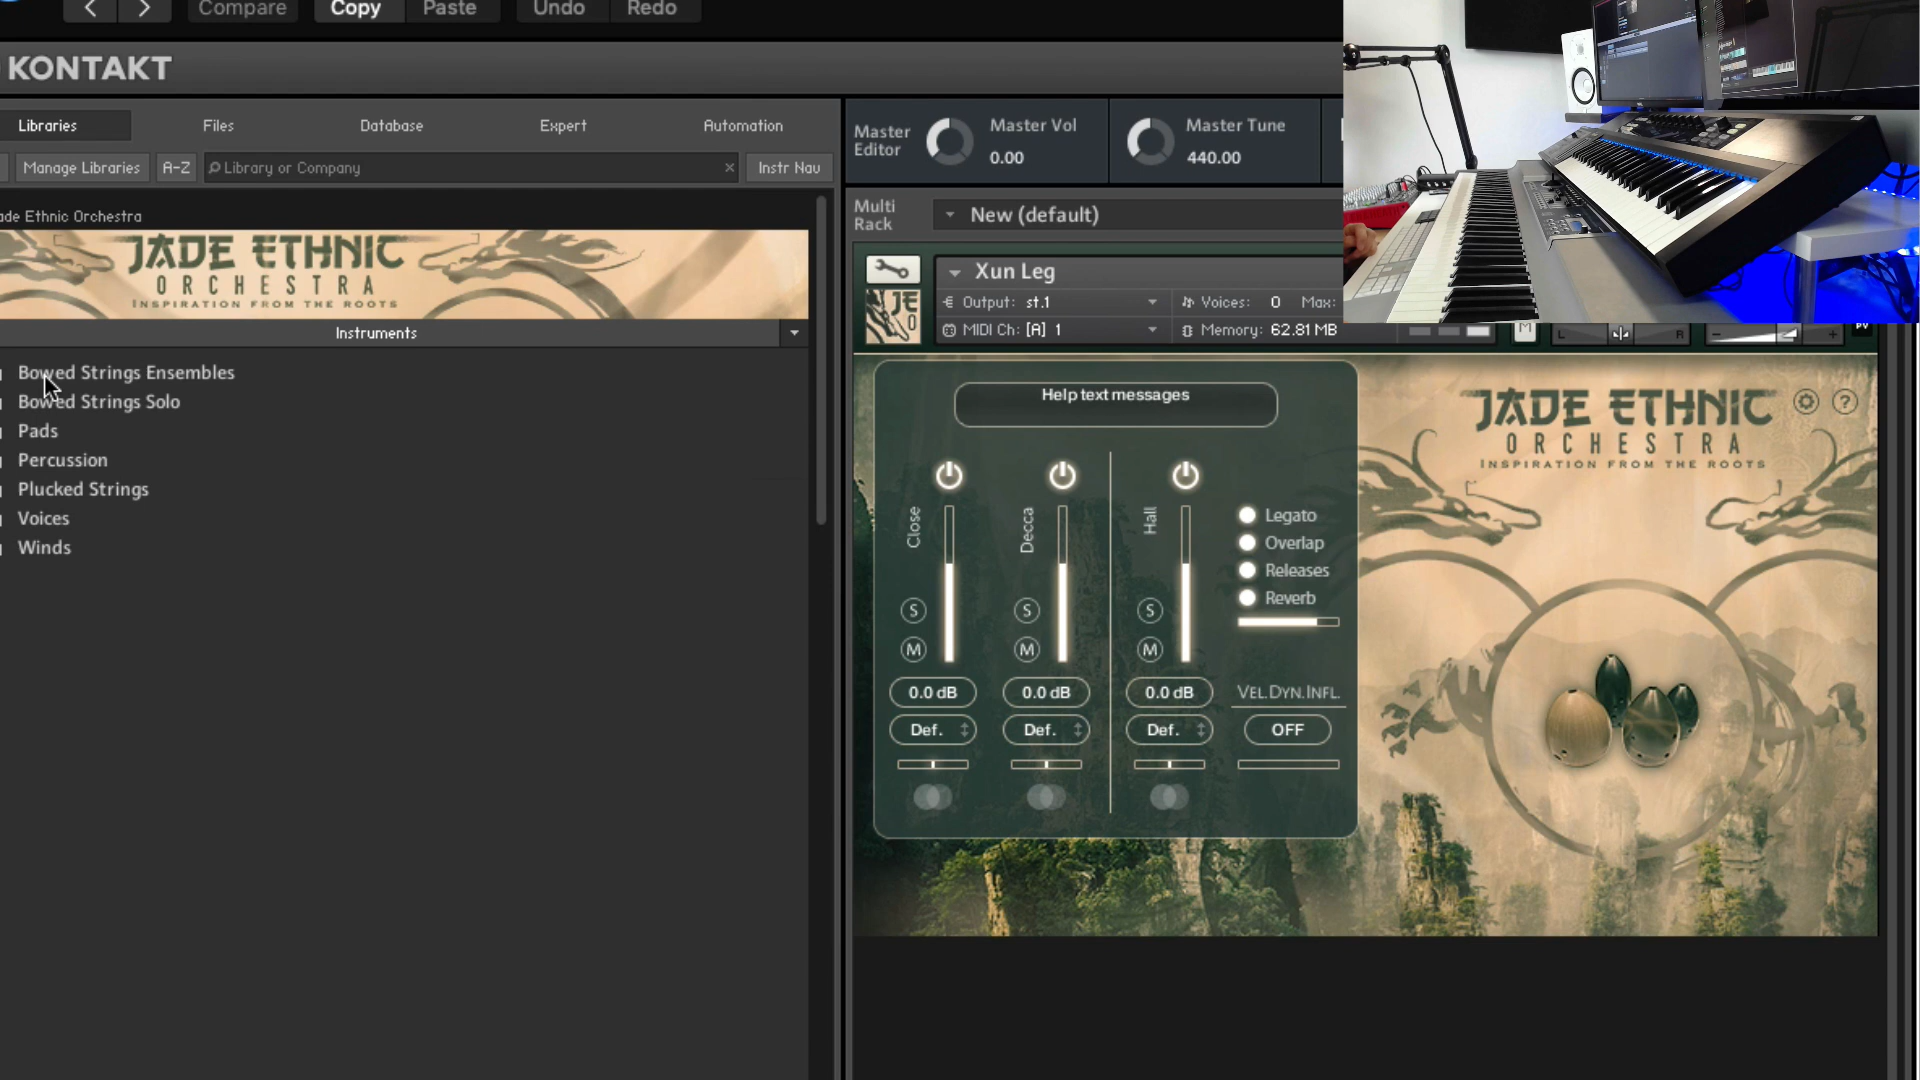 Compare
Copy
Paste
Undo
Redo
KONTAKT
Libraries
Files
Database
Expert
Automation
Manage Libraries
A-Z
Library or Company
×
Instr Nav
ade Ethnic Orchestra
JADE ETHNIC
ORCHESTRA
INSPIRATION FROM THE ROOTS
Instruments
Bowed Strings Ensembles
Bowed Strings Solo
Pads
Percussion
Plucked Strings
Voices
Winds
Master
Editor
Master Vol
0.00
Master Tune
440.00
Multi
Rack
New (default)
JE
O
Xun Leg
Output: st.1
Voices: 0 Max:
MIDI Ch: [A] 1
Memory: 62.81 MB
M
L R
- +
PV
Help text messages
Close
Decca
Hall
S
M
S
M
S
M
Legato
Overlap
Releases
Reverb
0.0 dB
0.0 dB
0.0 dB
VEL.DYN.INFL.
Def.
Def.
Def.
OFF
JADE ETHNIC
ORCHESTRA
INSPIRATION FROM THE ROOTS
?